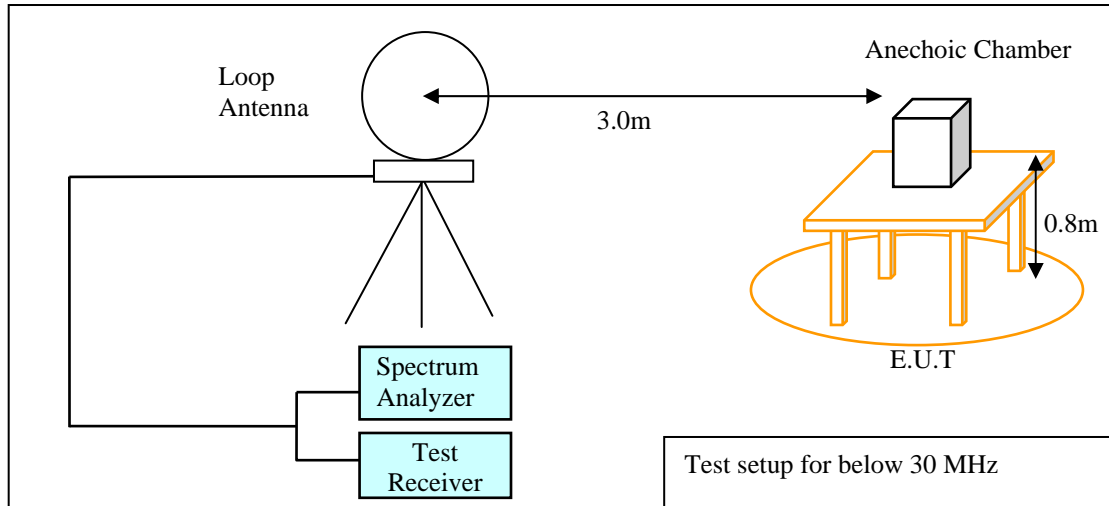 Anechoic Chamber
Loop
Antenna
3.0m
0.8m
E.U.T
Spectrum
Analyzer
Test
Receiver
Test setup for below 30 MHz